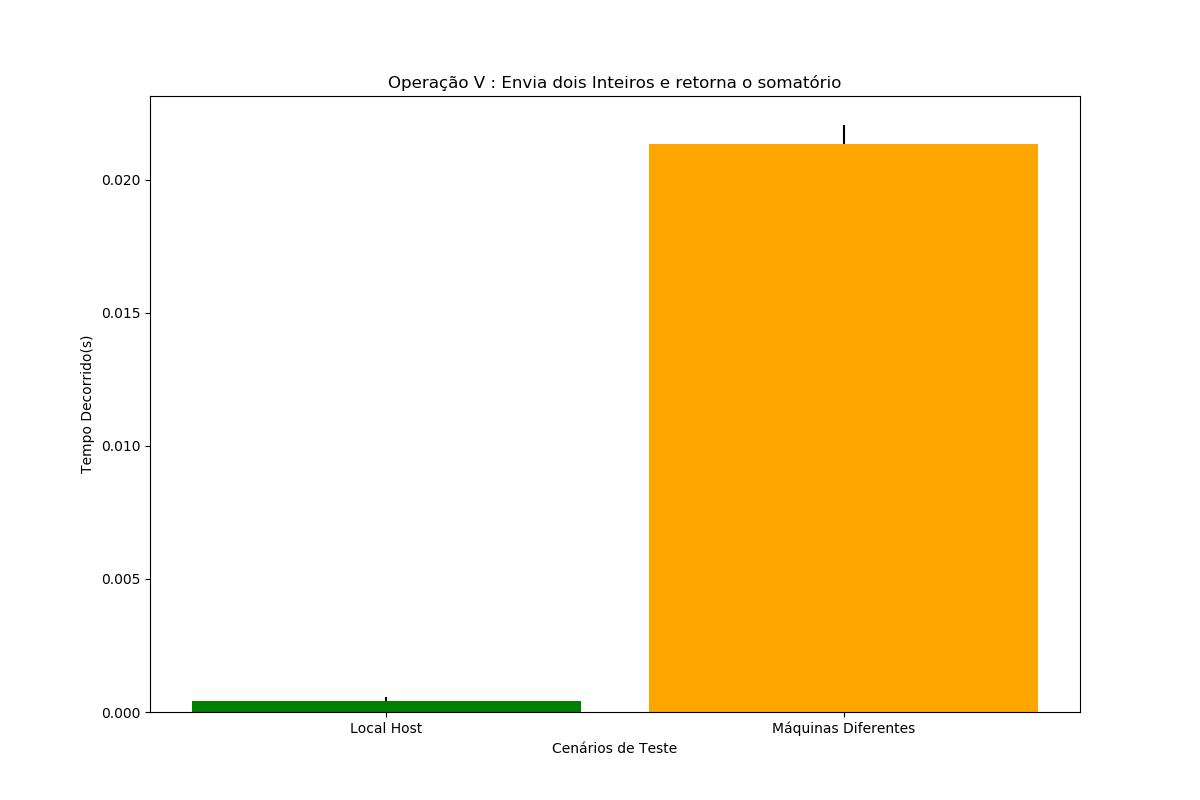 Operação V : Envia dois Inteiros e retorna o somatório
0.020
0.015
0.010
0.005
0.000
Tempo Decorrido(s)
Local Host
Máquinas Diferentes
Cenários de Teste